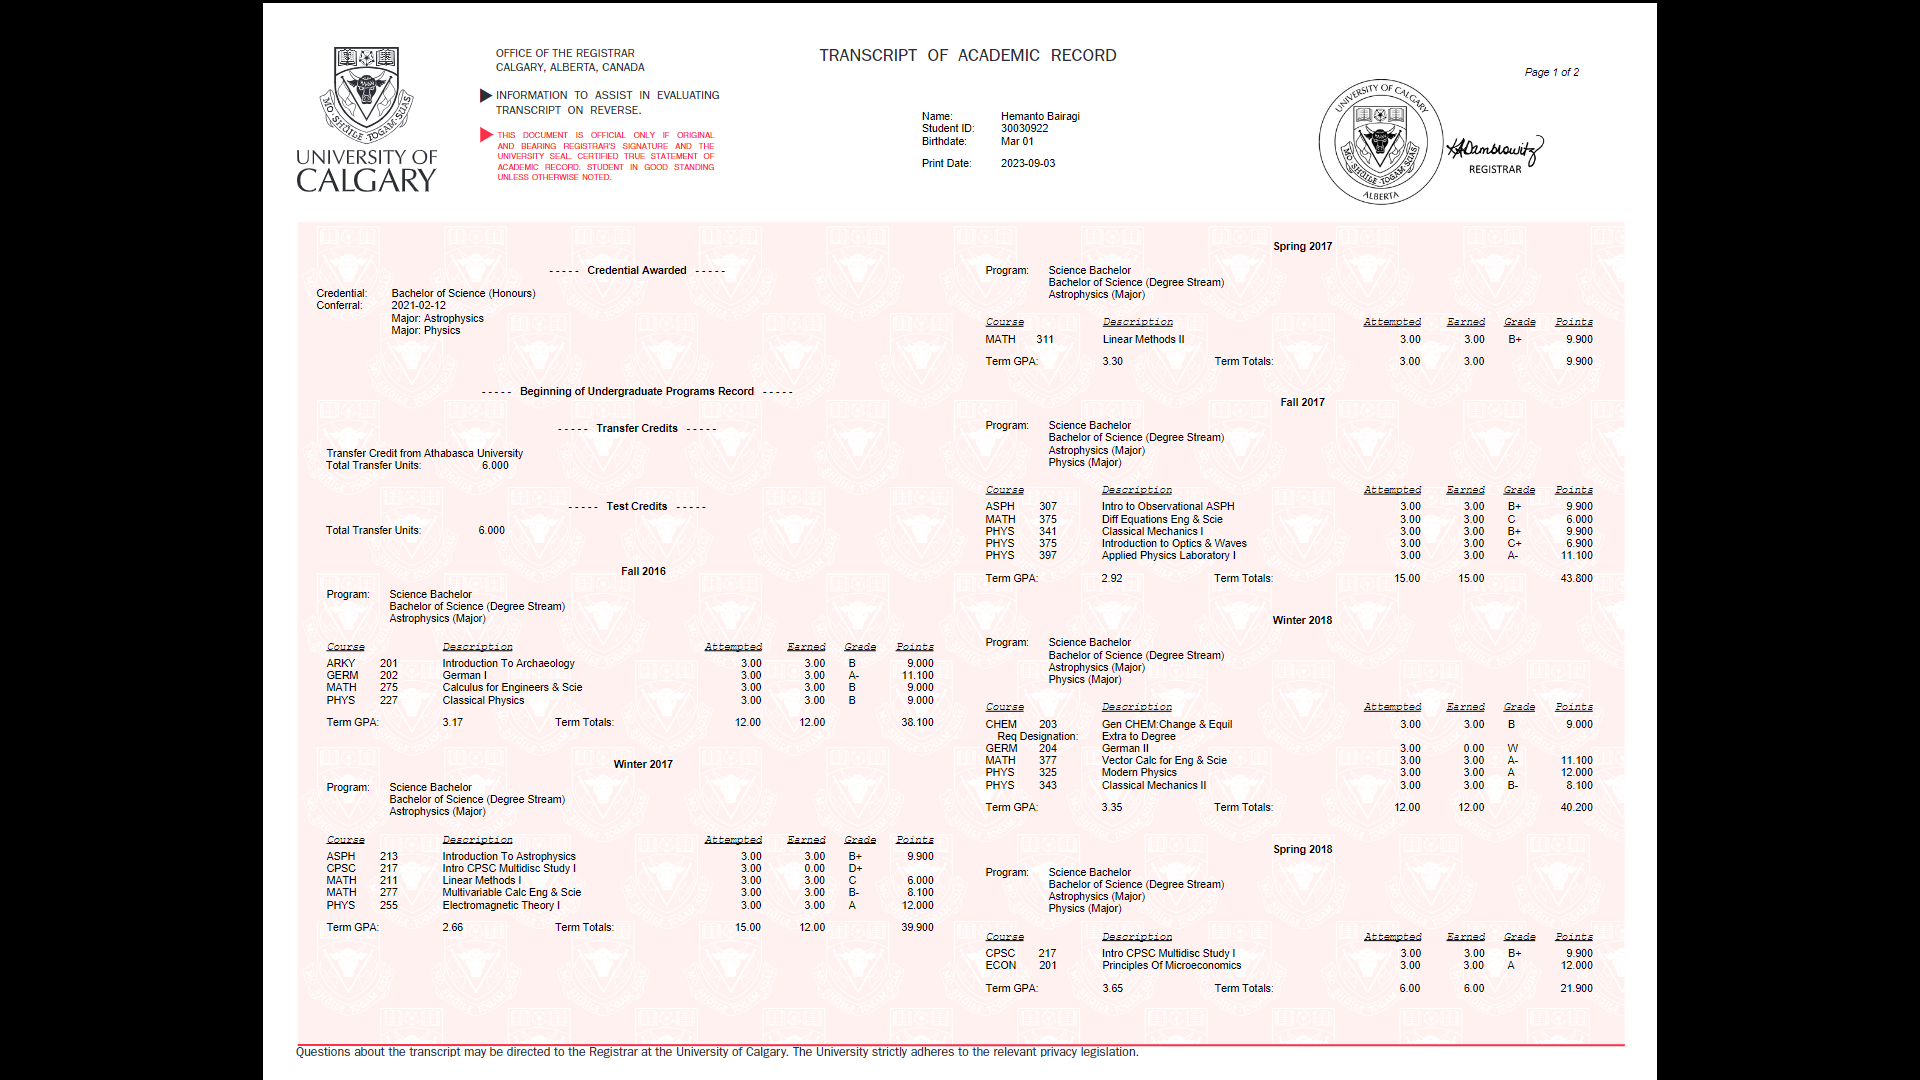 OFFICE OF THE REGISTRAR
CALGARY, ALBERTA, CANADA
INFORMATION TO ASSIST IN EVALUATING
TRANSCRIPT ON REVERSE.
THIS DOCUMENT IS OFFICIAL ONLY IF ORIGINAL
AND BEARING REGISTRAR'S SIGNATURE AND THE
UNIVERSITY SEAL. CERTIFIED TRUE STATEMENT OF
ACADEMIC RECORD. STUDENT IN GOOD STANDING
UNLESS OTHERWISE NOTED.
MO·SHÙILE·TOGAM·SUAS
UNIVERSITY OF
CALGARY
TRANSCRIPT OF ACADEMIC RECORD
Page 1 of 2
Name: Hemanto Bairagi
Student ID: 30030922
Birthdate: Mar 01
Print Date: 2023-09-03
UNIVERSITY OF CALGARY
MO·SHÙILE·TOGAM·SUAS
ALBERTA
REGISTRAR
----- Credential Awarded -----
Credential: Bachelor of Science (Honours)
Conferral: 2021-02-12
Major: Astrophysics
Major: Physics
----- Beginning of Undergraduate Programs Record -----
----- Transfer Credits -----
Transfer Credit from Athabasca University
Total Transfer Units: 6.000
----- Test Credits -----
Total Transfer Units: 6.000
Fall 2016
Program: Science Bachelor
Bachelor of Science (Degree Stream)
Astrophysics (Major)
Course Description Attempted Earned Grade Points
ARKY 201 Introduction To Archaeology 3.00 3.00 B 9.000
GERM 202 German I 3.00 3.00 A- 11.100
MATH 275 Calculus for Engineers & Scie 3.00 3.00 B 9.000
PHYS 227 Classical Physics 3.00 3.00 B 9.000
Term GPA: 3.17 Term Totals: 12.00 12.00 38.100
Winter 2017
Program: Science Bachelor
Bachelor of Science (Degree Stream)
Astrophysics (Major)
Course Description Attempted Earned Grade Points
ASPH 213 Introduction To Astrophysics 3.00 3.00 B+ 9.900
CPSC 217 Intro CPSC Multidisc Study I 3.00 0.00 D+
MATH 211 Linear Methods I 3.00 3.00 C 6.000
MATH 277 Multivariable Calc Eng & Scie 3.00 3.00 B- 8.100
PHYS 255 Electromagnetic Theory I 3.00 3.00 A 12.000
Term GPA: 2.66 Term Totals: 15.00 12.00 39.900
Spring 2017
Program: Science Bachelor
Bachelor of Science (Degree Stream)
Astrophysics (Major)
Course Description Attempted Earned Grade Points
MATH 311 Linear Methods II 3.00 3.00 B+ 9.900
Term GPA: 3.30 Term Totals: 3.00 3.00 9.900
Fall 2017
Program: Science Bachelor
Bachelor of Science (Degree Stream)
Astrophysics (Major)
Physics (Major)
Course Description Attempted Earned Grade Points
ASPH 307 Intro to Observational ASPH 3.00 3.00 B+ 9.900
MATH 375 Diff Equations Eng & Scie 3.00 3.00 C 6.000
PHYS 341 Classical Mechanics I 3.00 3.00 B+ 9.900
PHYS 375 Introduction to Optics & Waves 3.00 3.00 C+ 6.900
PHYS 397 Applied Physics Laboratory I 3.00 3.00 A- 11.100
Term GPA: 2.92 Term Totals: 15.00 15.00 43.800
Winter 2018
Program: Science Bachelor
Bachelor of Science (Degree Stream)
Astrophysics (Major)
Physics (Major)
Course Description Attempted Earned Grade Points
CHEM 203 Gen CHEM:Change & Equil 3.00 3.00 B 9.000
Req Designation: Extra to Degree
GERM 204 German II 3.00 0.00 W
MATH 377 Vector Calc for Eng & Scie 3.00 3.00 A- 11.100
PHYS 325 Modern Physics 3.00 3.00 A 12.000
PHYS 343 Classical Mechanics II 3.00 3.00 B- 8.100
Term GPA: 3.35 Term Totals: 12.00 12.00 40.200
Spring 2018
Program: Science Bachelor
Bachelor of Science (Degree Stream)
Astrophysics (Major)
Physics (Major)
Course Description Attempted Earned Grade Points
CPSC 217 Intro CPSC Multidisc Study I 3.00 3.00 B+ 9.900
ECON 201 Principles Of Microeconomics 3.00 3.00 A 12.000
Term GPA: 3.65 Term Totals: 6.00 6.00 21.900
Questions about the transcript may be directed to the Registrar at the University of Calgary. The University strictly adheres to the relevant privacy legislation.